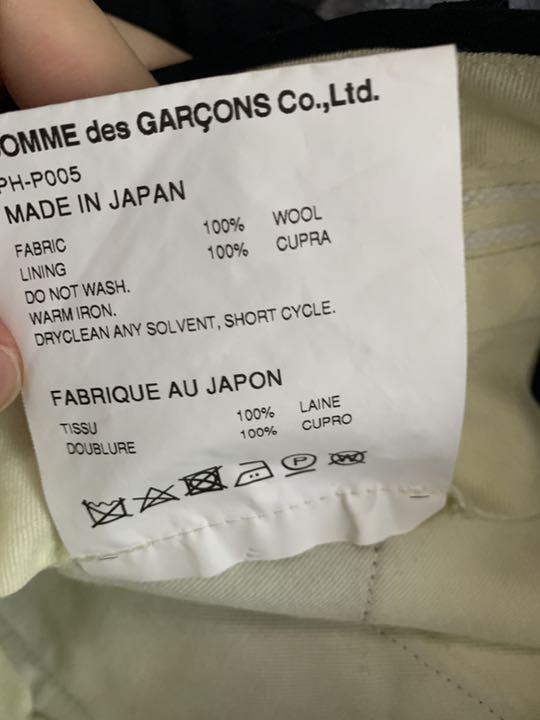 OMME des GARÇONS Co.,Ltd.
PH-P005
MADE IN JAPAN
FABRIC 100% WOOL
LINING 100% CUPRA
DO NOT WASH.
WARM IRON.
DRYCLEAN ANY SOLVENT, SHORT CYCLE.
FABRIQUE AU JAPON
TISSU 100% LAINE
DOUBLURE 100% CUPRO
P W